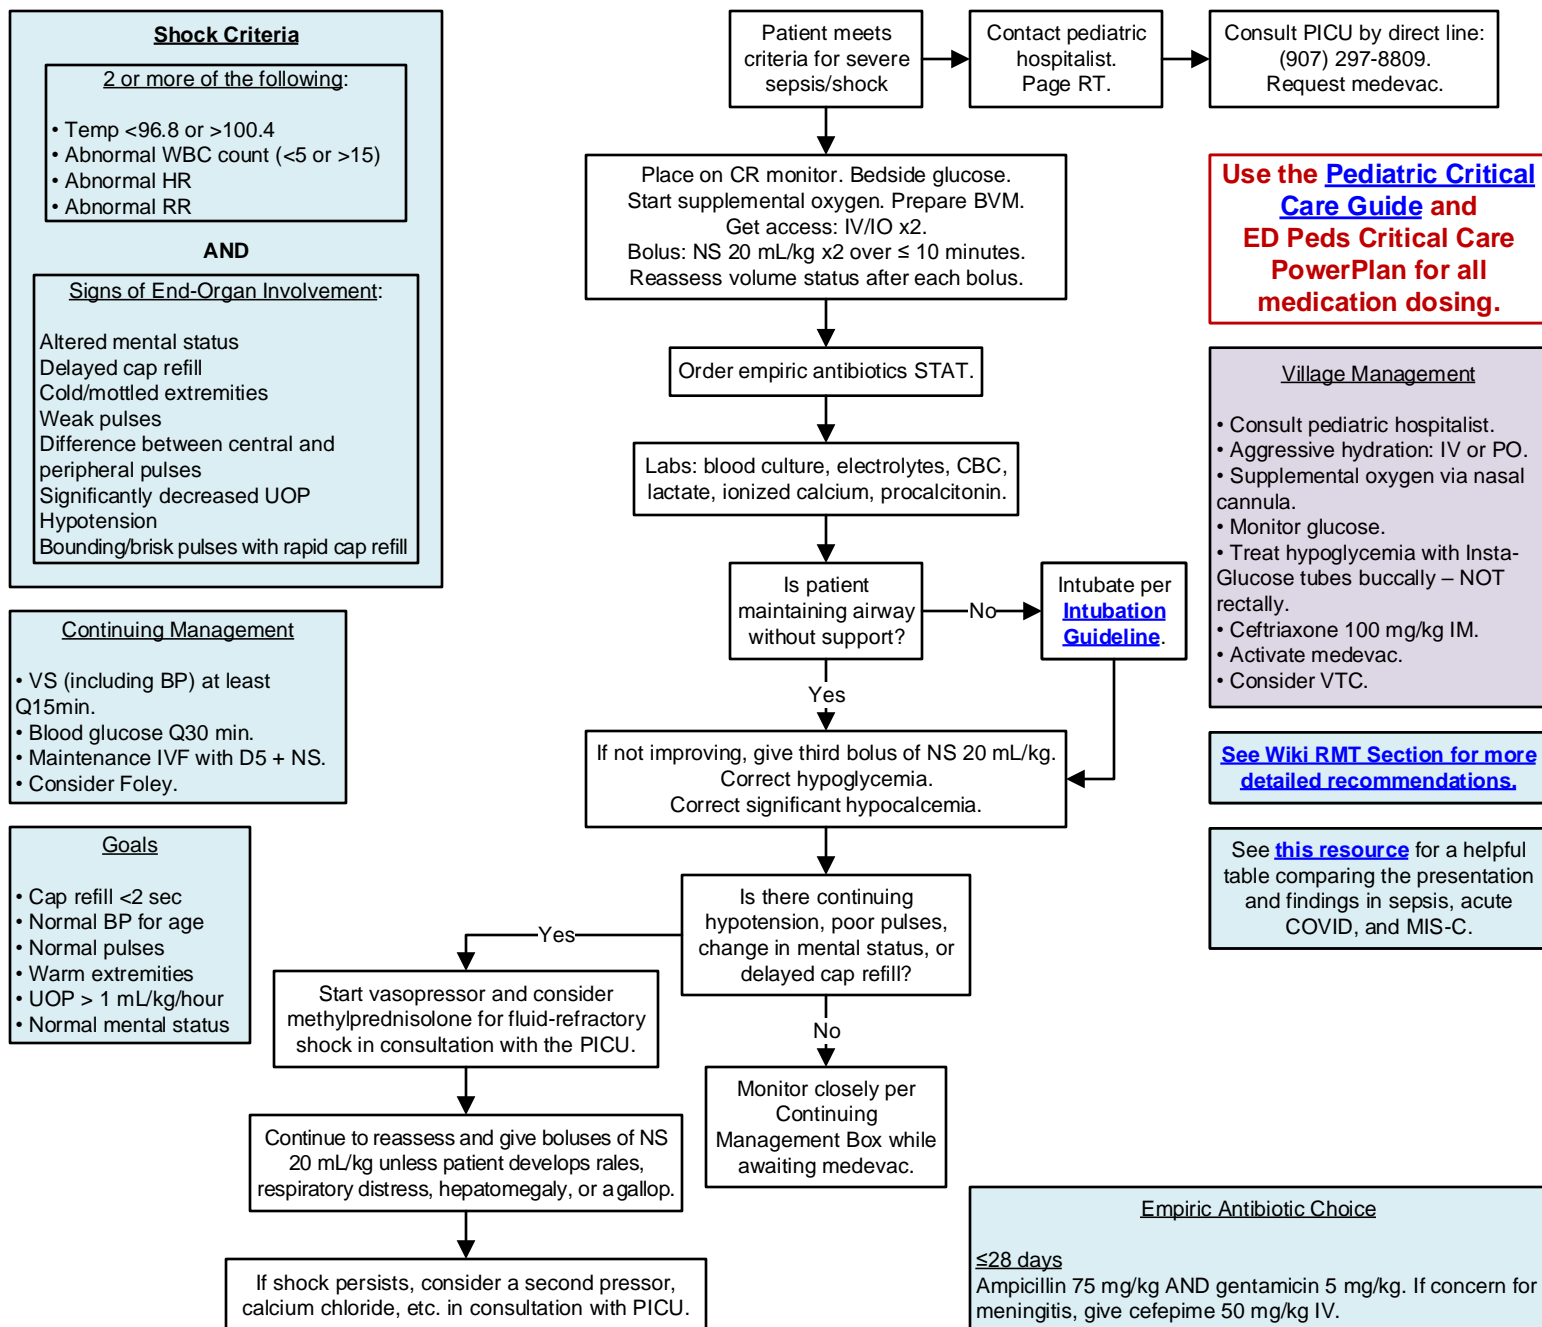 Shock Criteria
2 or more of the following:
• Temp <96.8 or >100.4
• Abnormal WBC count (<5 or >15)
• Abnormal HR
• Abnormal RR
AND
Signs of End-Organ Involvement:
Altered mental status
Delayed cap refill
Cold/mottled extremities
Weak pulses
Difference between central and
peripheral pulses
Significantly decreased UOP
Hypotension
Bounding/brisk pulses with rapid cap refill
Continuing Management
• VS (including BP) at least
Q15min.
• Blood glucose Q30 min.
• Maintenance IVF with D5 + NS.
• Consider Foley.
Goals
• Cap refill <2 sec
• Normal BP for age
• Normal pulses
• Warm extremities
• UOP > 1 mL/kg/hour
• Normal mental status
Patient meets
criteria for severe
sepsis/shock
Contact pediatric
hospitalist.
Page RT.
Consult PICU by direct line:
(907) 297-8809.
Request medevac.
Place on CR monitor. Bedside glucose.
Start supplemental oxygen. Prepare BVM.
Get access: IV/IO x2.
Bolus: NS 20 mL/kg x2 over ≤ 10 minutes.
Reassess volume status after each bolus.
Order empiric antibiotics STAT.
Labs: blood culture, electrolytes, CBC,
lactate, ionized calcium, procalcitonin.
Is patient
maintaining airway
without support?
No
Intubate per
Intubation
Guideline.
Yes
If not improving, give third bolus of NS 20 mL/kg.
Correct hypoglycemia.
Correct significant hypocalcemia.
Is there continuing
hypotension, poor pulses,
change in mental status, or
delayed cap refill?
Yes
Start vasopressor and consider
methylprednisolone for fluid-refractory
shock in consultation with the PICU.
No
Monitor closely per
Continuing
Management Box while
awaiting medevac.
Continue to reassess and give boluses of NS
20 mL/kg unless patient develops rales,
respiratory distress, hepatomegaly, or a gallop.
If shock persists, consider a second pressor,
calcium chloride, etc. in consultation with PICU.
Use the Pediatric Critical
Care Guide and
ED Peds Critical Care
PowerPlan for all
medication dosing.
Village Management
• Consult pediatric hospitalist.
• Aggressive hydration: IV or PO.
• Supplemental oxygen via nasal
cannula.
• Monitor glucose.
• Treat hypoglycemia with Insta-
Glucose tubes buccally – NOT
rectally.
• Ceftriaxone 100 mg/kg IM.
• Activate medevac.
• Consider VTC.
See Wiki RMT Section for more
detailed recommendations.
See this resource for a helpful
table comparing the presentation
and findings in sepsis, acute
COVID, and MIS-C.
Empiric Antibiotic Choice
≤28 days
Ampicillin 75 mg/kg AND gentamicin 5 mg/kg. If concern for
meningitis, give cefepime 50 mg/kg IV.